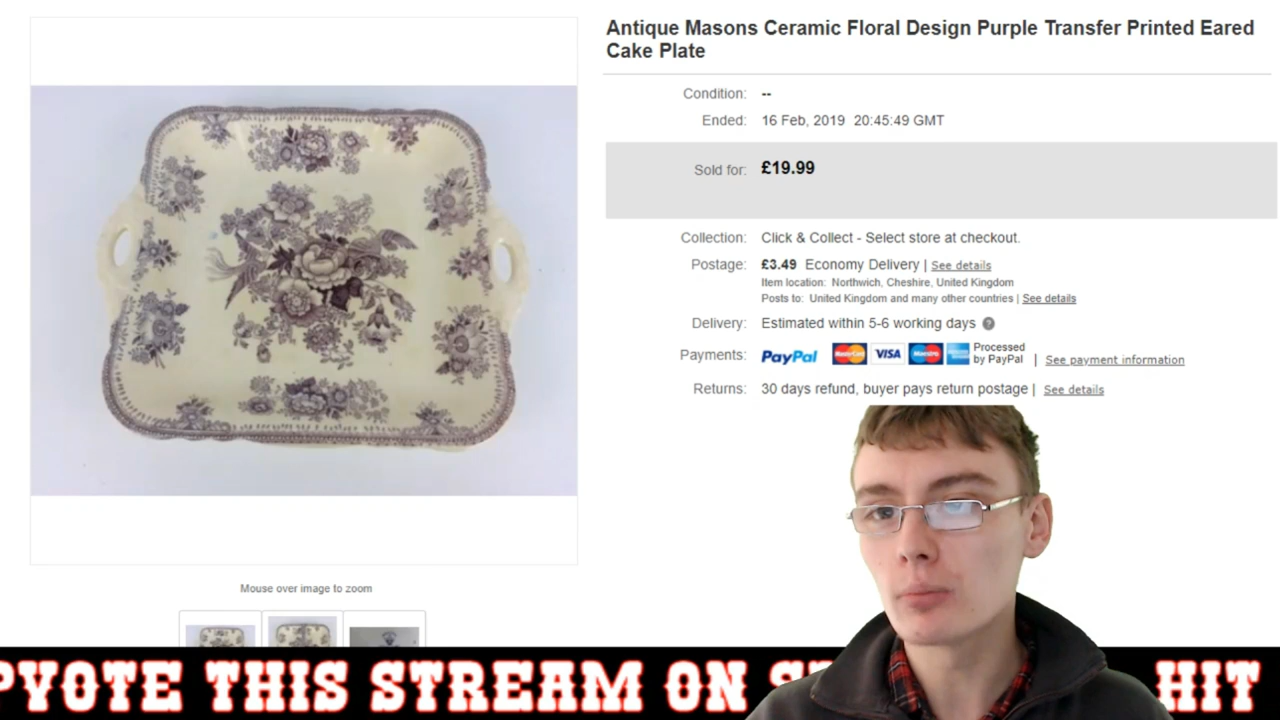 Antique Masons Ceramic Floral Design Purple Transfer Printed Eared
Cake Plate
Condition: --
Ended: 16 Feb, 2019 20:45:49 GMT
Sold for: £19.99
Collection: Click & Collect - Select store at checkout.
Postage: £3.49 Economy Delivery | See details
Item location: Northwich, Cheshire, United Kingdom
Posts to: United Kingdom and many other countries | See details
Delivery: Estimated within 5-6 working days ?
Payments: PayPal MasterCard VISA Maestro Processed
by PayPal | See payment information
Returns: 30 days refund, buyer pays return postage | See details
Mouse over image to zoom
PVOTE THIS STREAM ON HIT